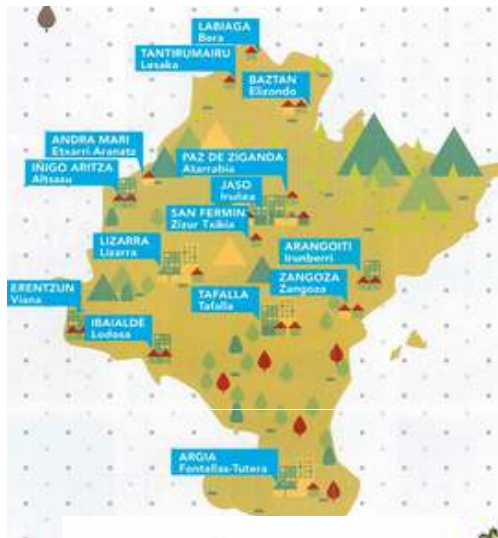 LABIAGA
Bera
TANTIRUMAIRU
Lesaka
BAZTAN
Elizondo
ANDRA MARI
Etxarri-Aranatz
IÑIGO ARITZA
Altsasu
PAZ DE ZIGANDA
Atarrabia
JASO
Iruñea
SAN FERMIN
Zizur Txikia
LIZARRA
Lizarra
ARANGOITI
Irunberri
ZANGOZA
Zangoza
ERENTZUN
Viana
TAFALLA
Tafalla
IBAIALDE
Lodosa
ARGIA
Fontellas-Tutera